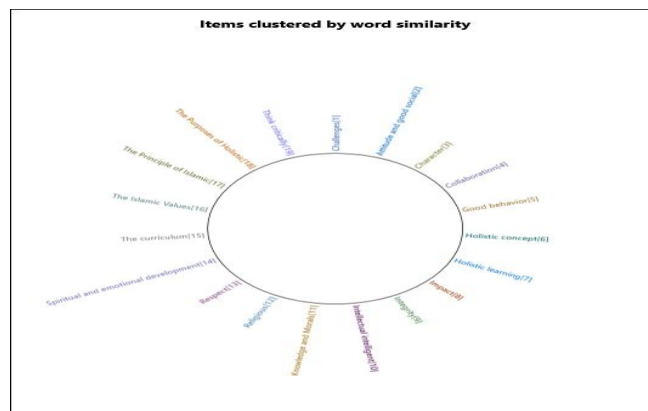 Items clustered by word similarity
Challenges[1]
Attitude and good social[2]
Character[3]
Collaboration[4]
Good behavior[5]
Holistic concept[6]
Holistic learning[7]
Impact[8]
Integrity[9]
Intellectual intelligent[10]
Knowledge and Morals[11]
Religious[12]
Respect[13]
Spiritual and emotional development[14]
The curriculum[15]
The Islamic Values[16]
The Principle of Islamic[17]
The Purposes of Holistic[18]
Think critically[19]